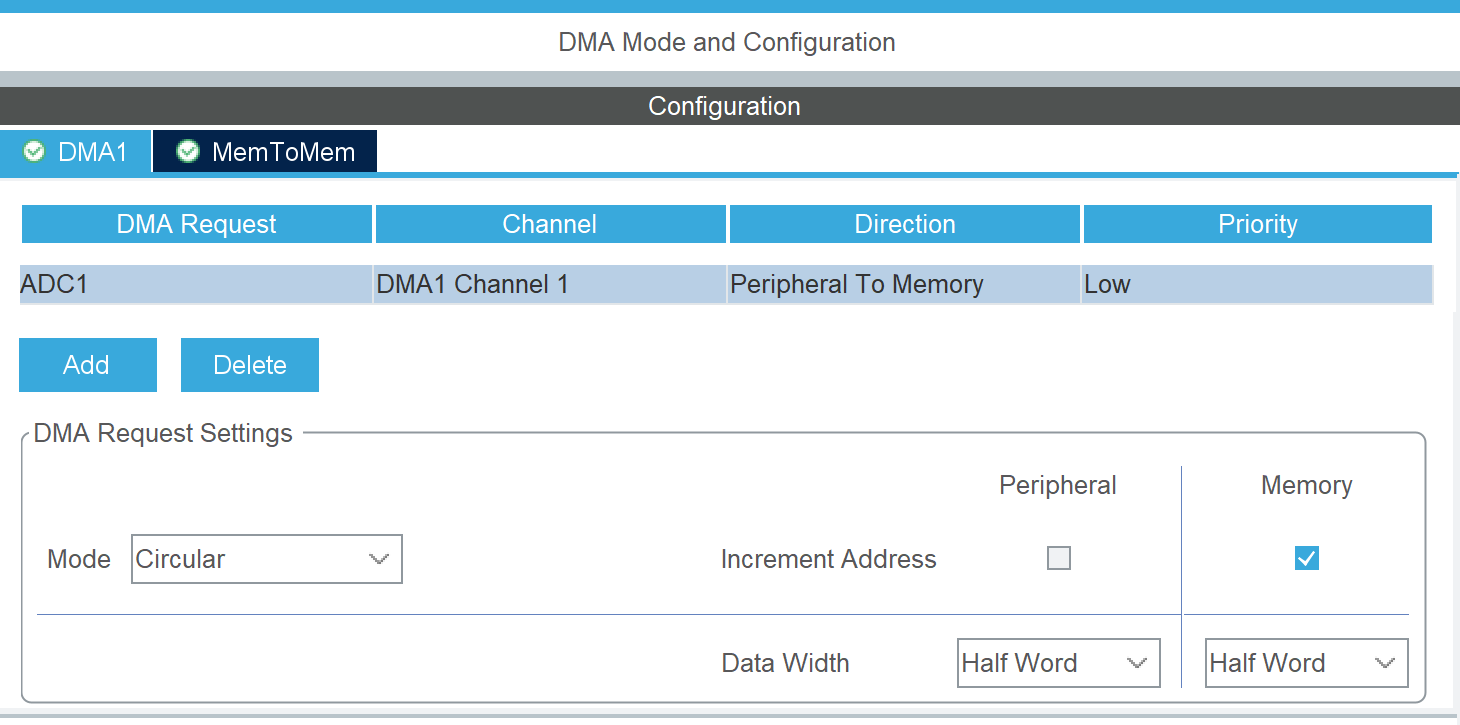 DMA Mode and Configuration
Configuration
DMA1 MemToMem
DMA Request Channel Direction Priority
ADC1 DMA1 Channel 1 Peripheral To Memory Low
Add Delete
DMA Request Settings
Peripheral Memory
Mode Circular Increment Address
Data Width Half Word Half Word